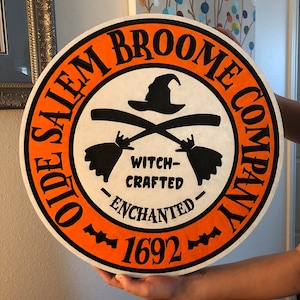 OLDE SALEM BROOME COMPANY
WITCH-
CRAFTED
-ENCHANTED-
1692